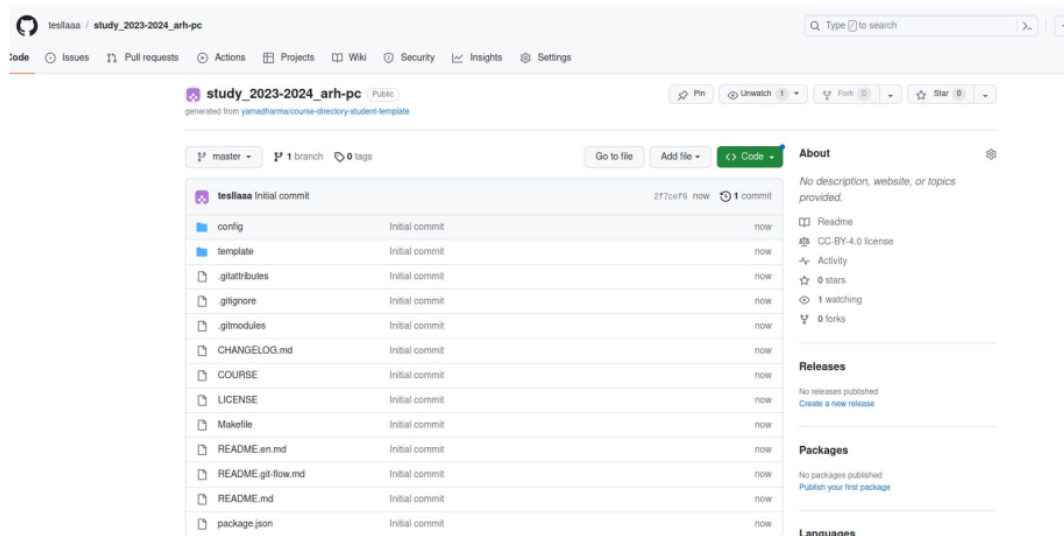 tesllaaa / study_2023-2024_arh-pc
Type / to search
Code Issues Pull requests Actions Projects Wiki Security Insights Settings
study_2023-2024_arh-pc Public
Pin Unwatch 1 Fork 0 Star 0
generated from yamadharma/course-directory-student-template
master 1 branch 0 tags
Go to file Add file Code
tesllaaa Initial commit 2f7cef6 now 1 commit
config Initial commit now
template Initial commit now
.gitattributes Initial commit now
.gitignore Initial commit now
.gitmodules Initial commit now
CHANGELOG.md Initial commit now
COURSE Initial commit now
LICENSE Initial commit now
Makefile Initial commit now
README.en.md Initial commit now
README.git-flow.md Initial commit now
README.md Initial commit now
package.json Initial commit now
About
No description, website, or topics
provided.
Readme
CC-BY-4.0 license
Activity
0 stars
1 watching
0 forks
Releases
No releases published
Create a new release
Packages
No packages published
Publish your first package
Languages